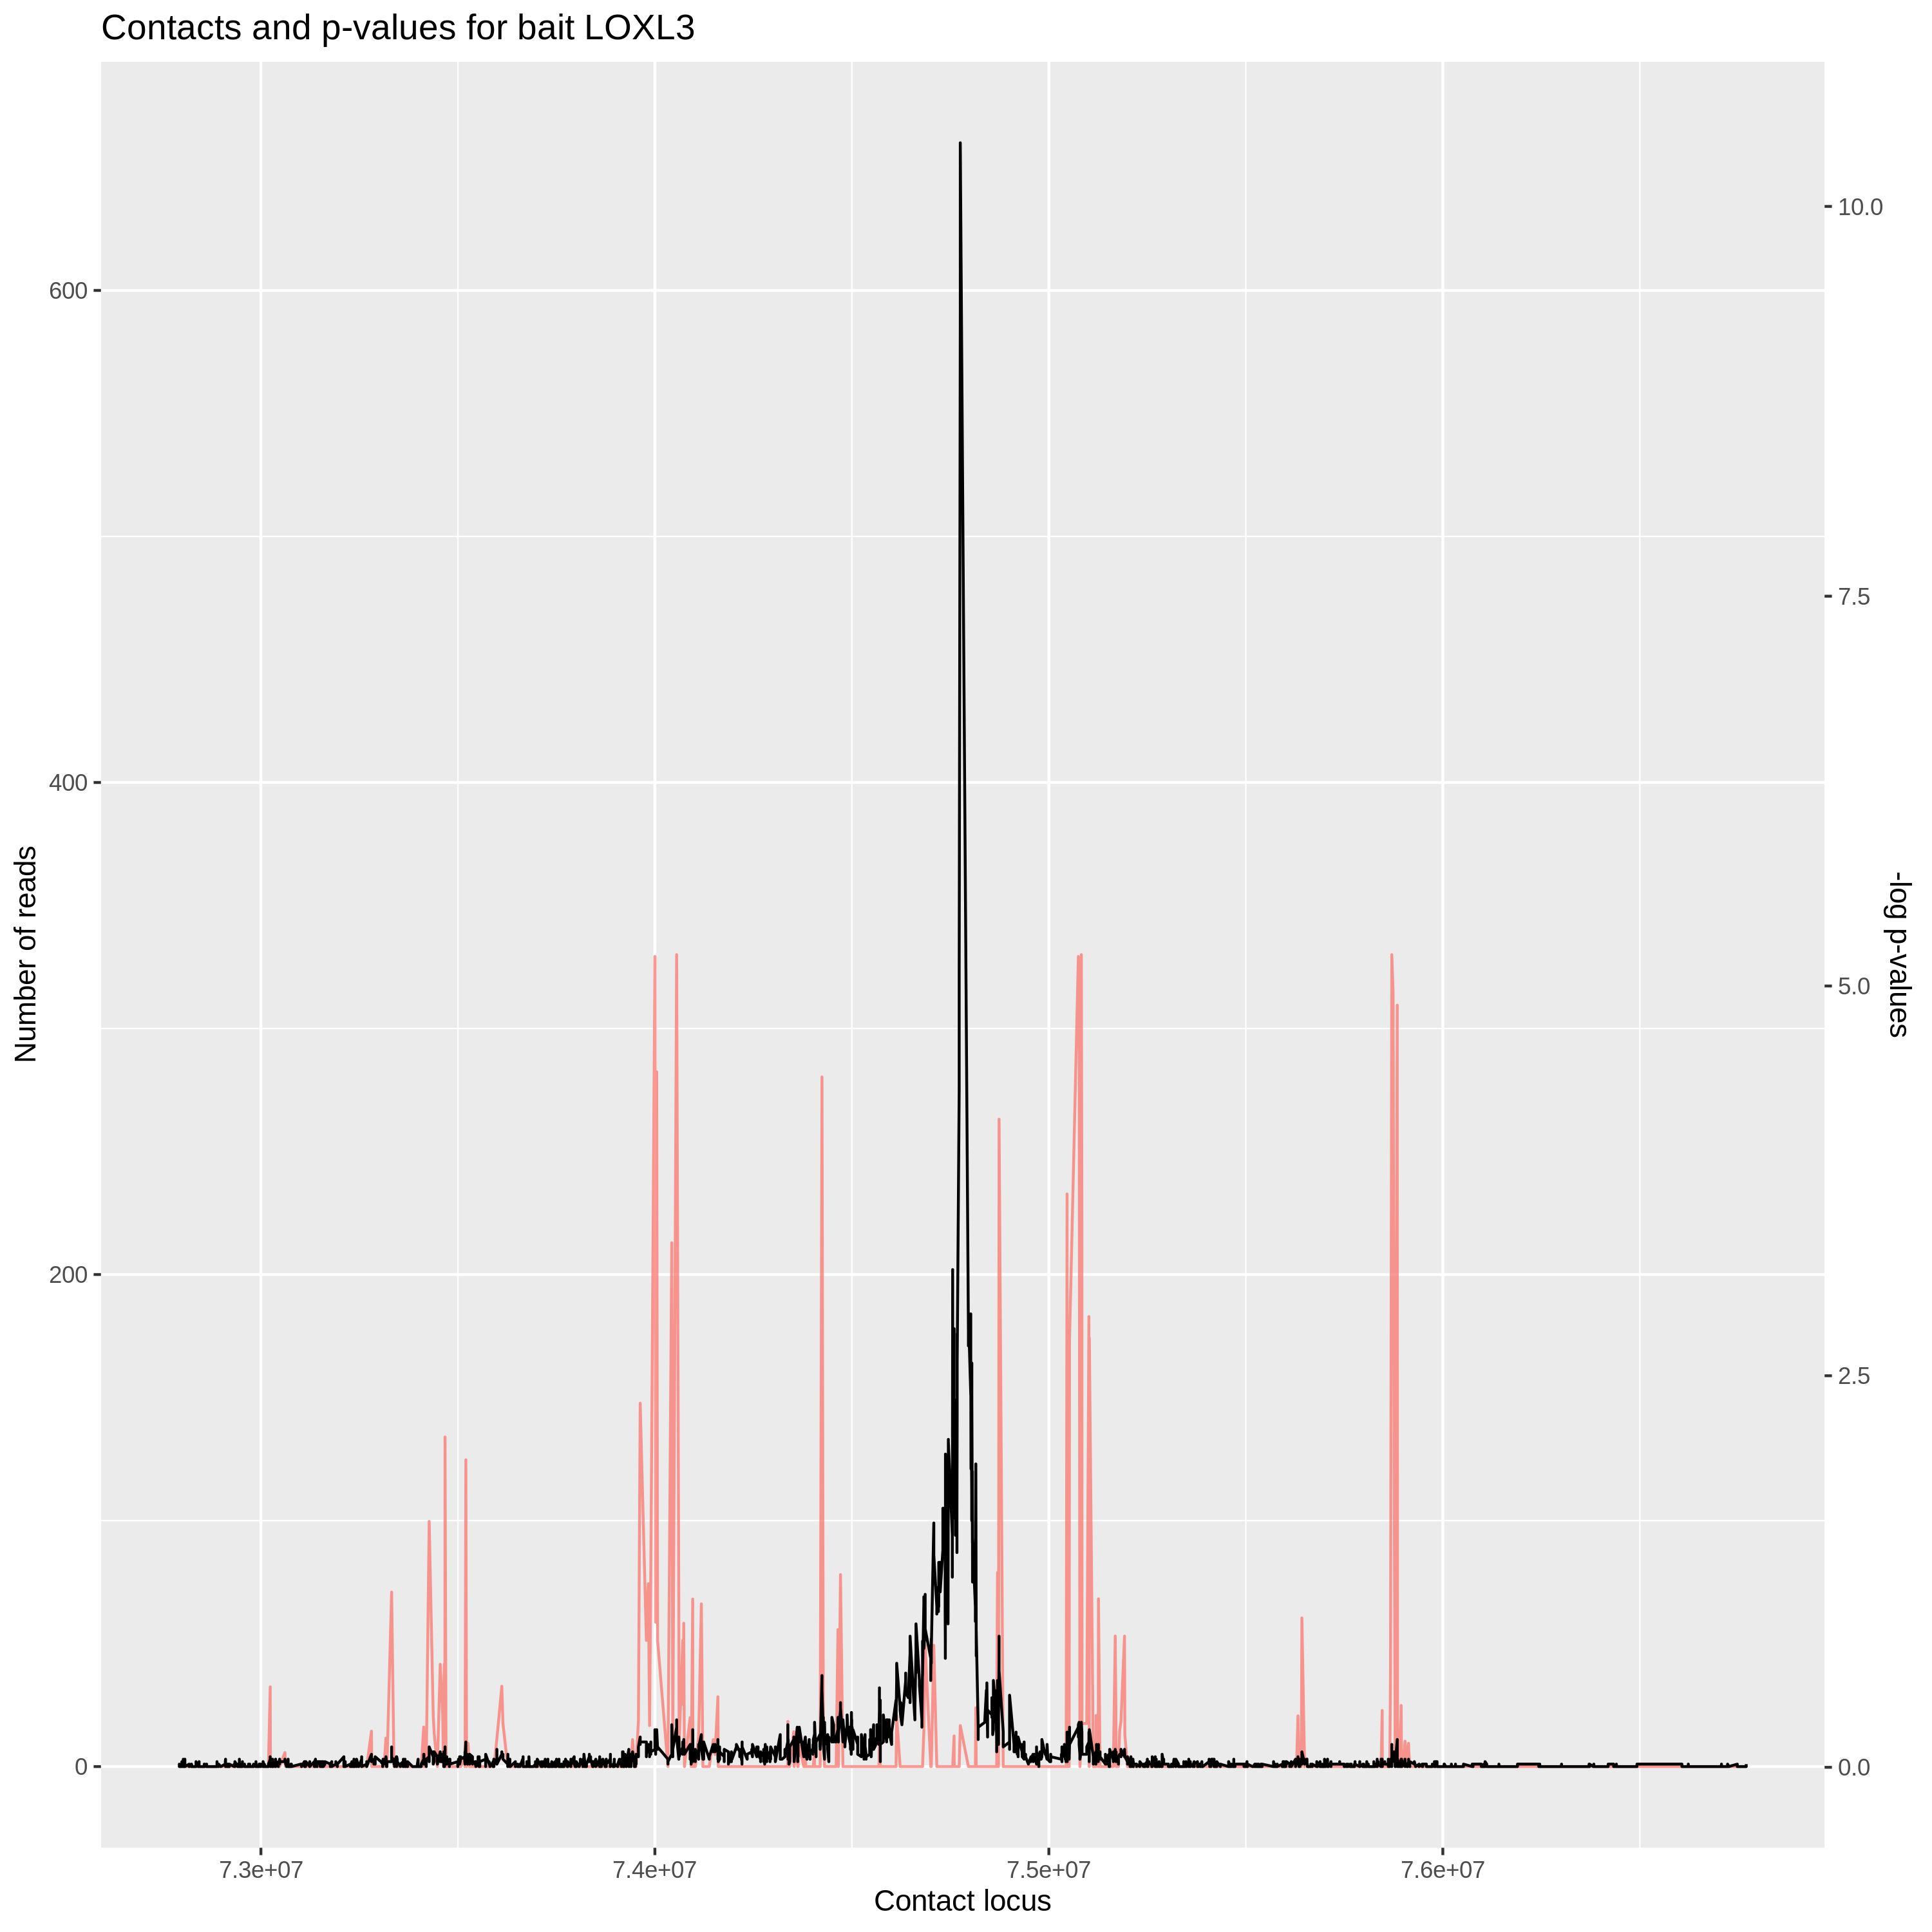 Contacts and p-values for bait LOXL3
Number of reads
600
400
200
0
10.0
7.5
5.0
2.5
0.0
-log p-values
7.3e+07
7.4e+07
7.5e+07
7.6e+07
Contact locus